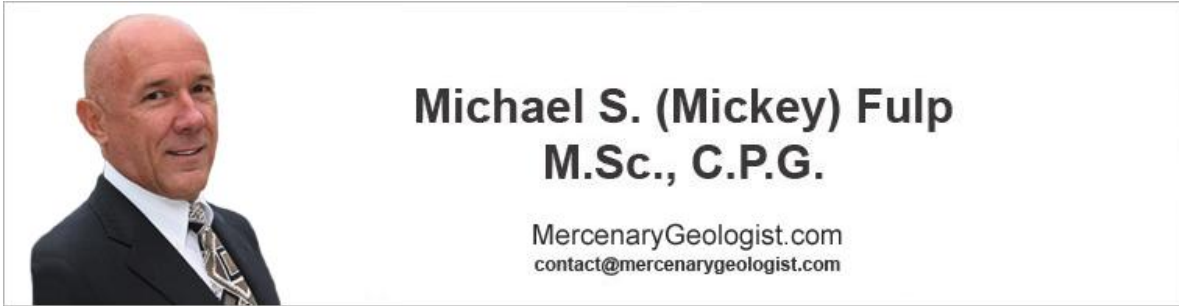 Michael S. (Mickey) Fulp
M.Sc., C.P.G.
MercenaryGeologist.com
contact@mercenarygeologist.com